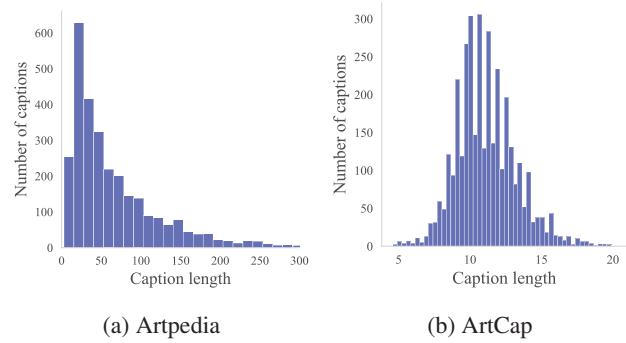 Number of captions
600
500
400
300
200
100
0
0 50 100 150 200 250 300
Caption length
(a) Artpedia
Number of captions
300
250
200
150
100
50
0
5 10 15 20
Caption length
(b) ArtCap